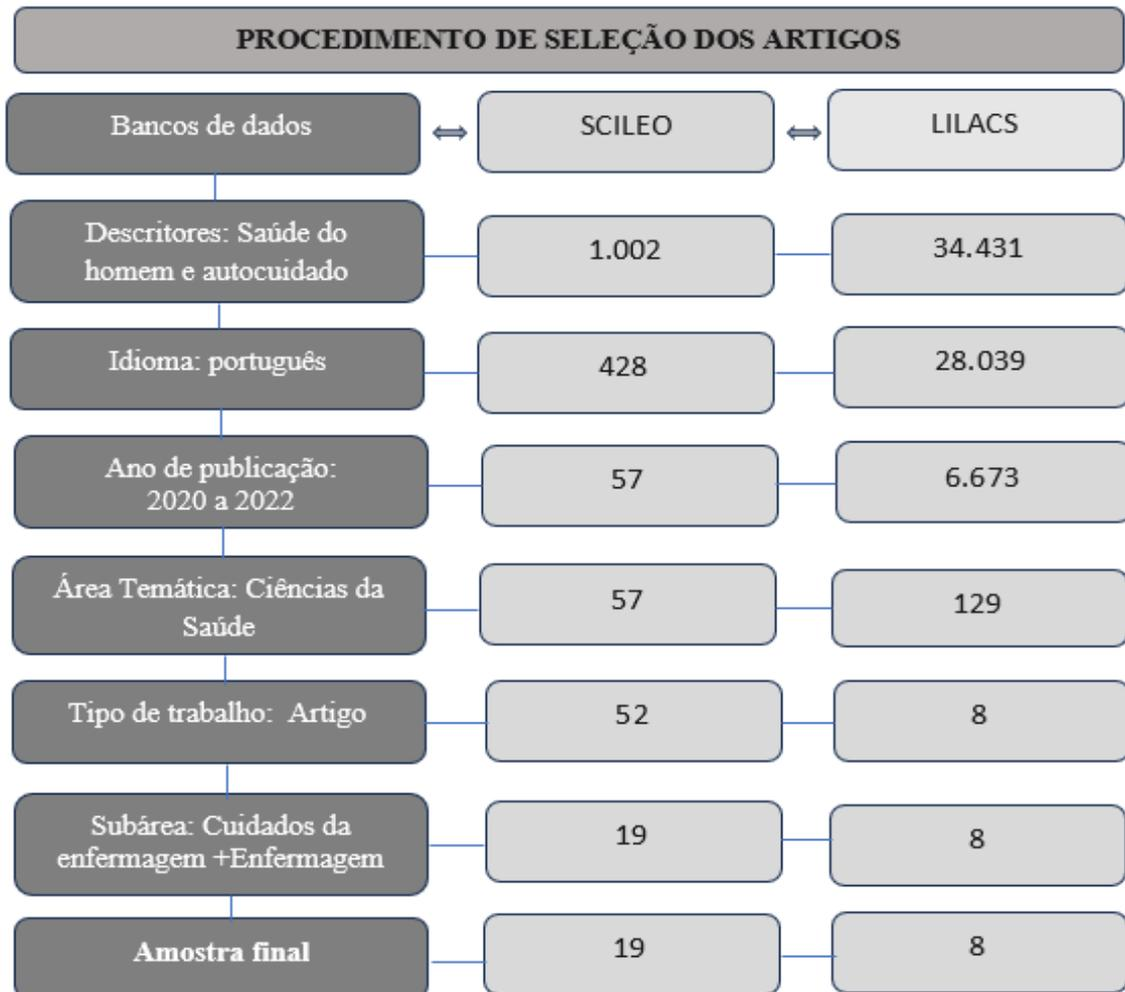 PROCEDIMENTO DE SELEÇÃO DOS ARTIGOS
Bancos de dados
SCILEO
LILACS
Descritores: Saúde do
homem e autocuidado
1.002
34.431
Idioma: português
428
28.039
Ano de publicação:
2020 a 2022
57
6.673
Área Temática: Ciências da
Saúde
57
129
Tipo de trabalho: Artigo
52
8
Subárea: Cuidados da
enfermagem +Enfermagem
19
8
Amostra final
19
8